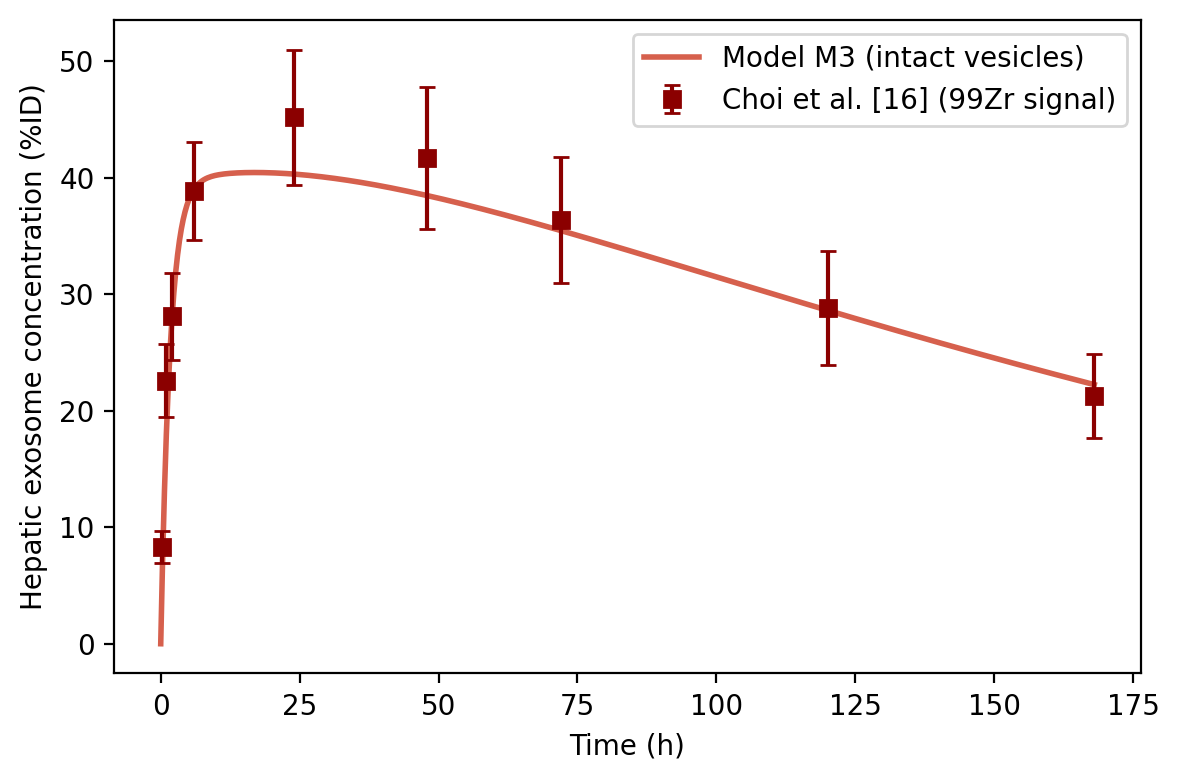 Hepatic exosome concentration (%ID)
50
40
30
20
10
0
Model M3 (intact vesicles)
Choi et al. [16] (99Zr signal)
0 25 50 75 100 125 150 175
Time (h)